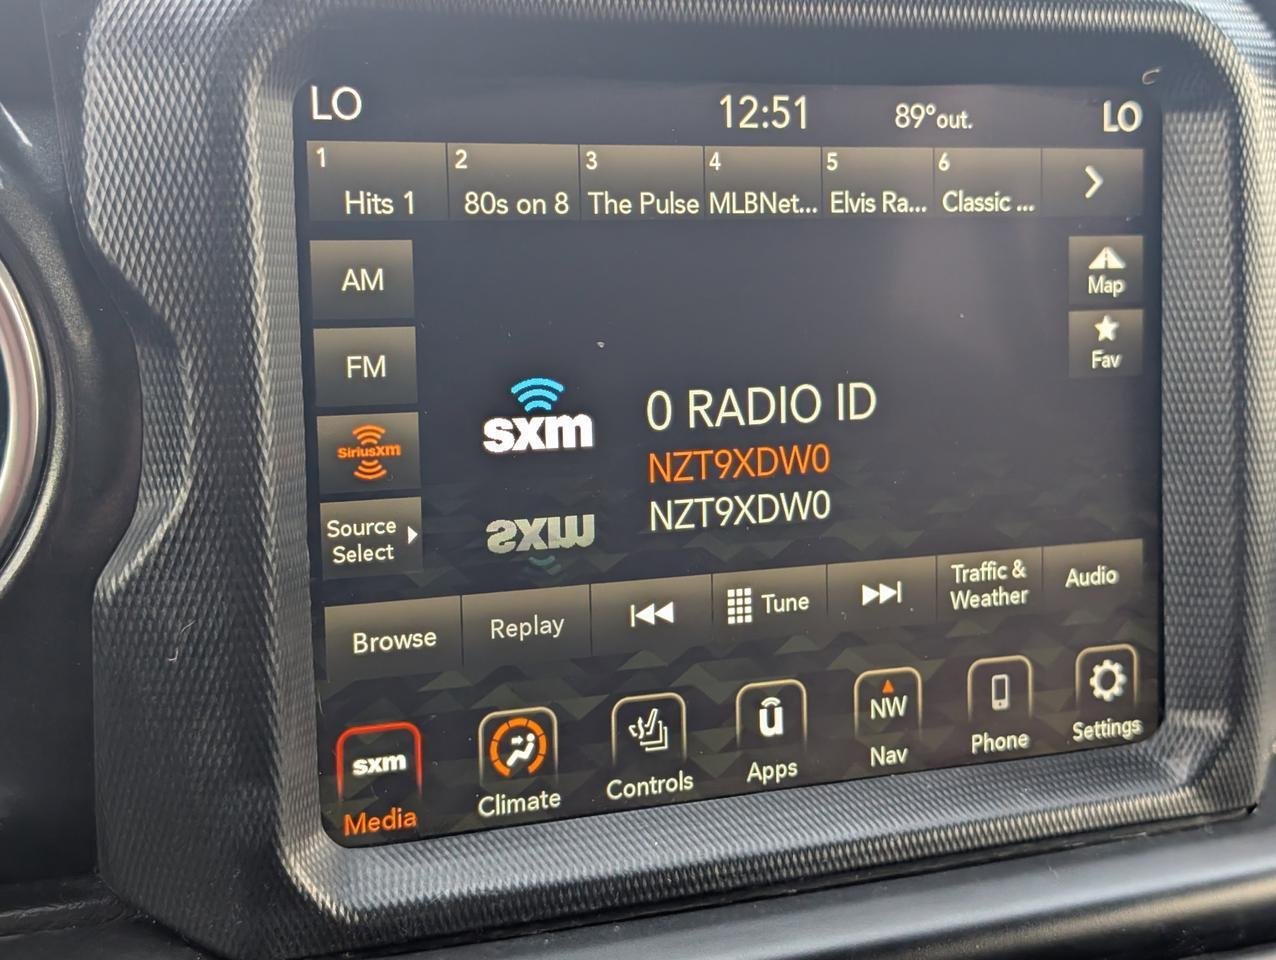 LO 12:51 89°out. LO
1 2 3 4 5 6
Hits 1 80s on 8 The Pulse MLBNet... Elvis Ra... Classic ...
AM
Map
FM
Fav
SiriusXM
sxm
0 RADIO ID
NZT9XDW0
NZT9XDW0
Source
Select
sxm
Browse Replay Tune Traffic &
Weather
Audio
sxm
NW
Media Climate Controls Apps Nav Phone Settings